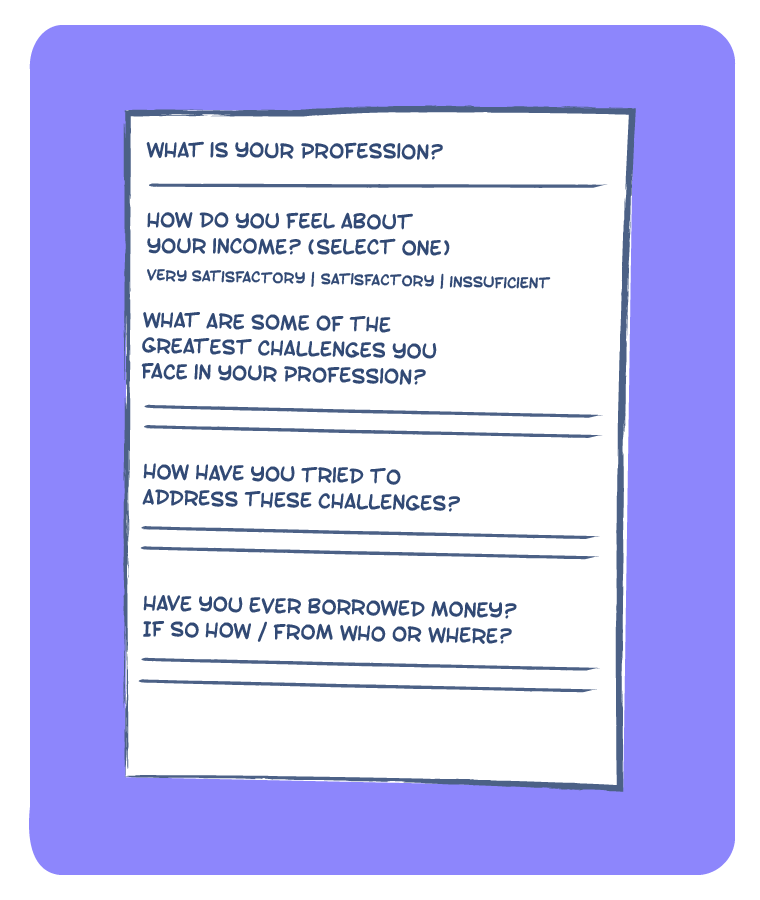 WHAT IS YOUR PROFESSION?
HOW DO YOU FEEL ABOUT
YOUR INCOME? (SELECT ONE)
VERY SATISFACTORY | SATISFACTORY | INSSUFICIENT
WHAT ARE SOME OF THE
GREATEST CHALLENGES YOU
FACE IN YOUR PROFESSION?
HOW HAVE YOU TRIED TO
ADDRESS THESE CHALLENGES?
HAVE YOU EVER BORROWED MONEY?
IF SO HOW / FROM WHO OR WHERE?